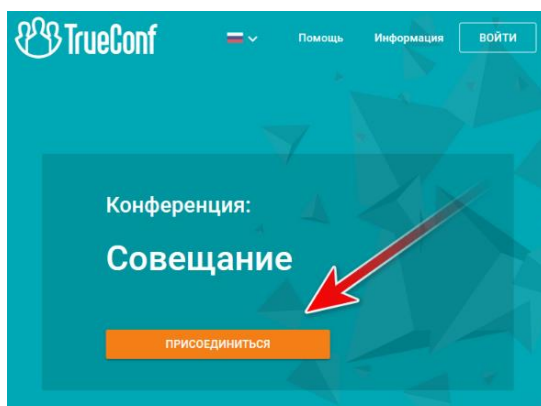 TrueConf
Помощь Информация ВОЙТИ
Конференция:
Совещание
ПРИСОЕДИНИТЬСЯ